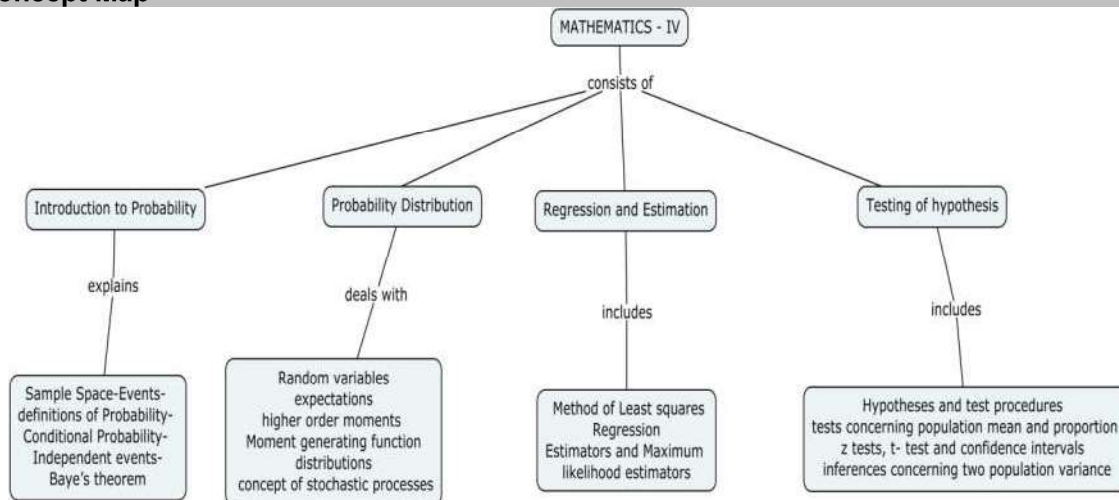 Concept Map
MATHEMATICS - IV
consists of
Introduction to Probability
Probability Distribution
Regression and Estimation
Testing of hypothesis
explains
deals with
includes
includes
Sample Space-Events-
definitions of Probability-
Conditional Probability-
Independent events-
Baye's theorem
Random variables
expectations
higher order moments
Moment generating function
distributions
concept of stochastic processes
Method of Least squares
Regression
Estimators and Maximum
likelihood estimators
Hypotheses and test procedures
tests concerning population mean and proportion
z tests, t- test and confidence intervals
inferences concerning two population variance